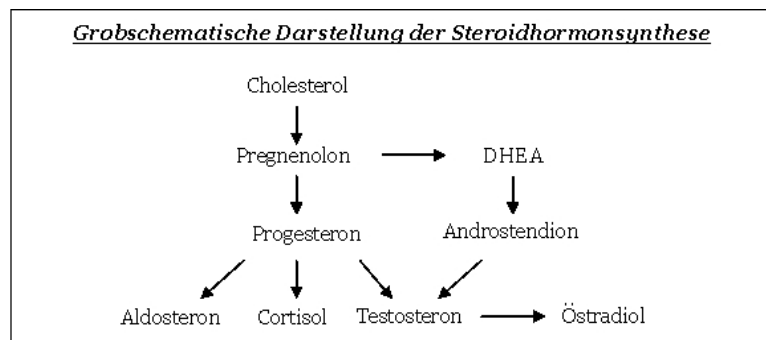 Grobschematische Darstellung der Steroidhormonsynthese
Cholesterol
Pregnenolon DHEA
Progesteron Androstendion
Aldosteron Cortisol Testosteron Östradiol